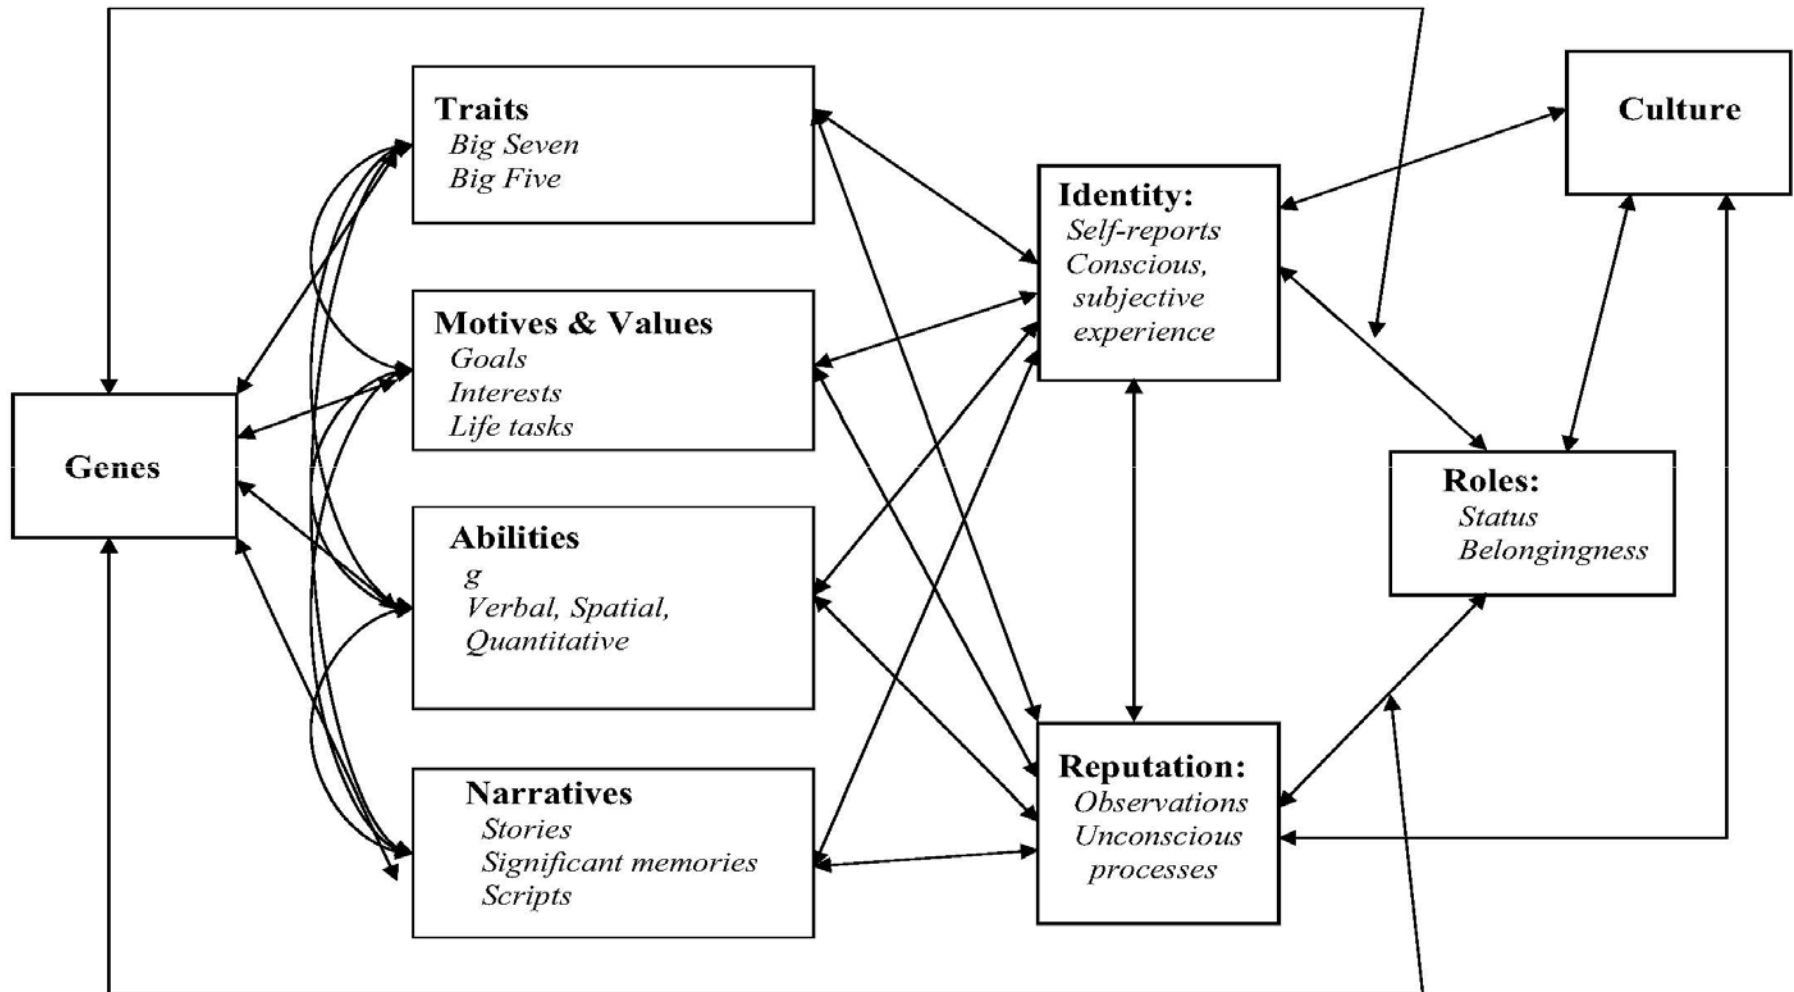 Genes
Traits
Big Seven
Big Five
Motives & Values
Goals
Interests
Life tasks
Abilities
g
Verbal, Spatial,
Quantitative
Narratives
Stories
Significant memories
Scripts
Identity:
Self-reports
Conscious,
subjective
experience
Reputation:
Observations
Unconscious
processes
Culture
Roles:
Status
Belongingness